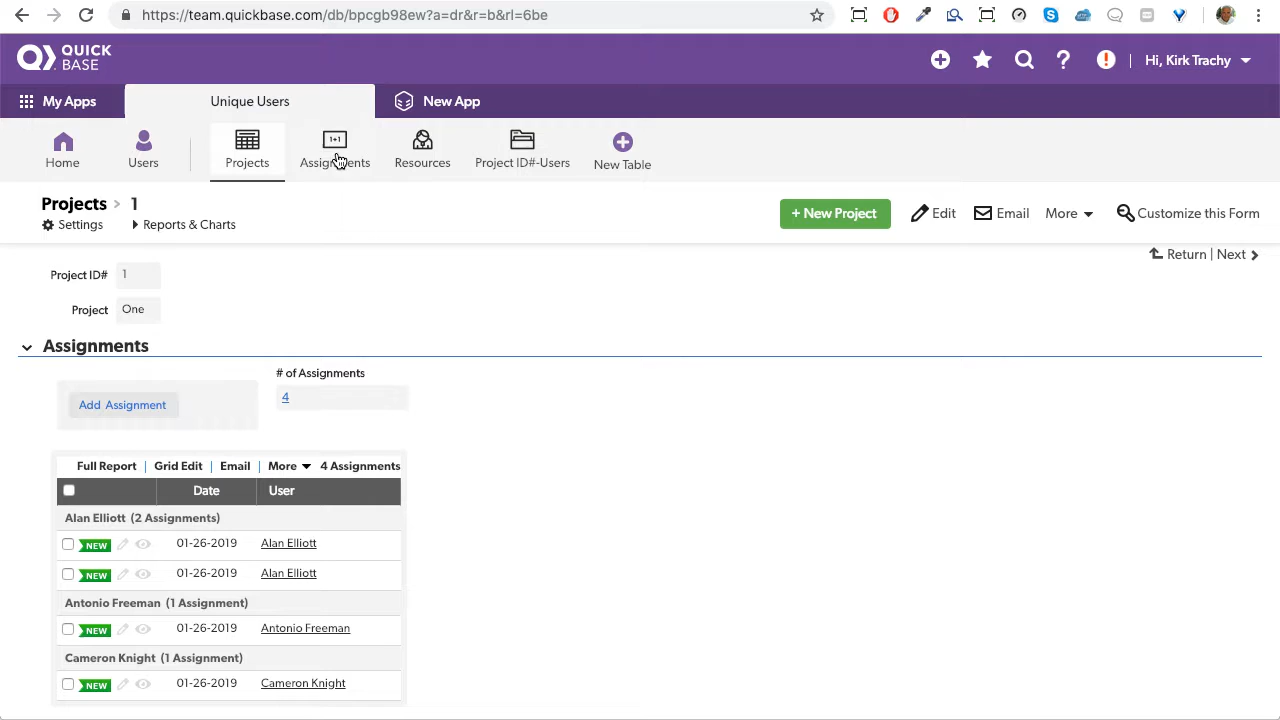 https://team.quickbase.com/db/bpcgb98ew?a=dr&r=b&rl=6be
QUICK BASE
Hi, Kirk Trachy
My Apps
Unique Users
New App
Home
Users
Projects
1+1
Assignments
Resources
Project ID#-Users
New Table
Projects > 1
+ New Project
Edit
Email
More
Customize this Form
Settings
Reports & Charts
Return | Next
Project ID# 1
Project One
Assignments
# of Assignments
4
Add Assignment
Full Report | Grid Edit | Email | More 4 Assignments
Date User
Alan Elliott (2 Assignments)
NEW 01-26-2019 Alan Elliott
NEW 01-26-2019 Alan Elliott
Antonio Freeman (1 Assignment)
NEW 01-26-2019 Antonio Freeman
Cameron Knight (1 Assignment)
NEW 01-26-2019 Cameron Knight